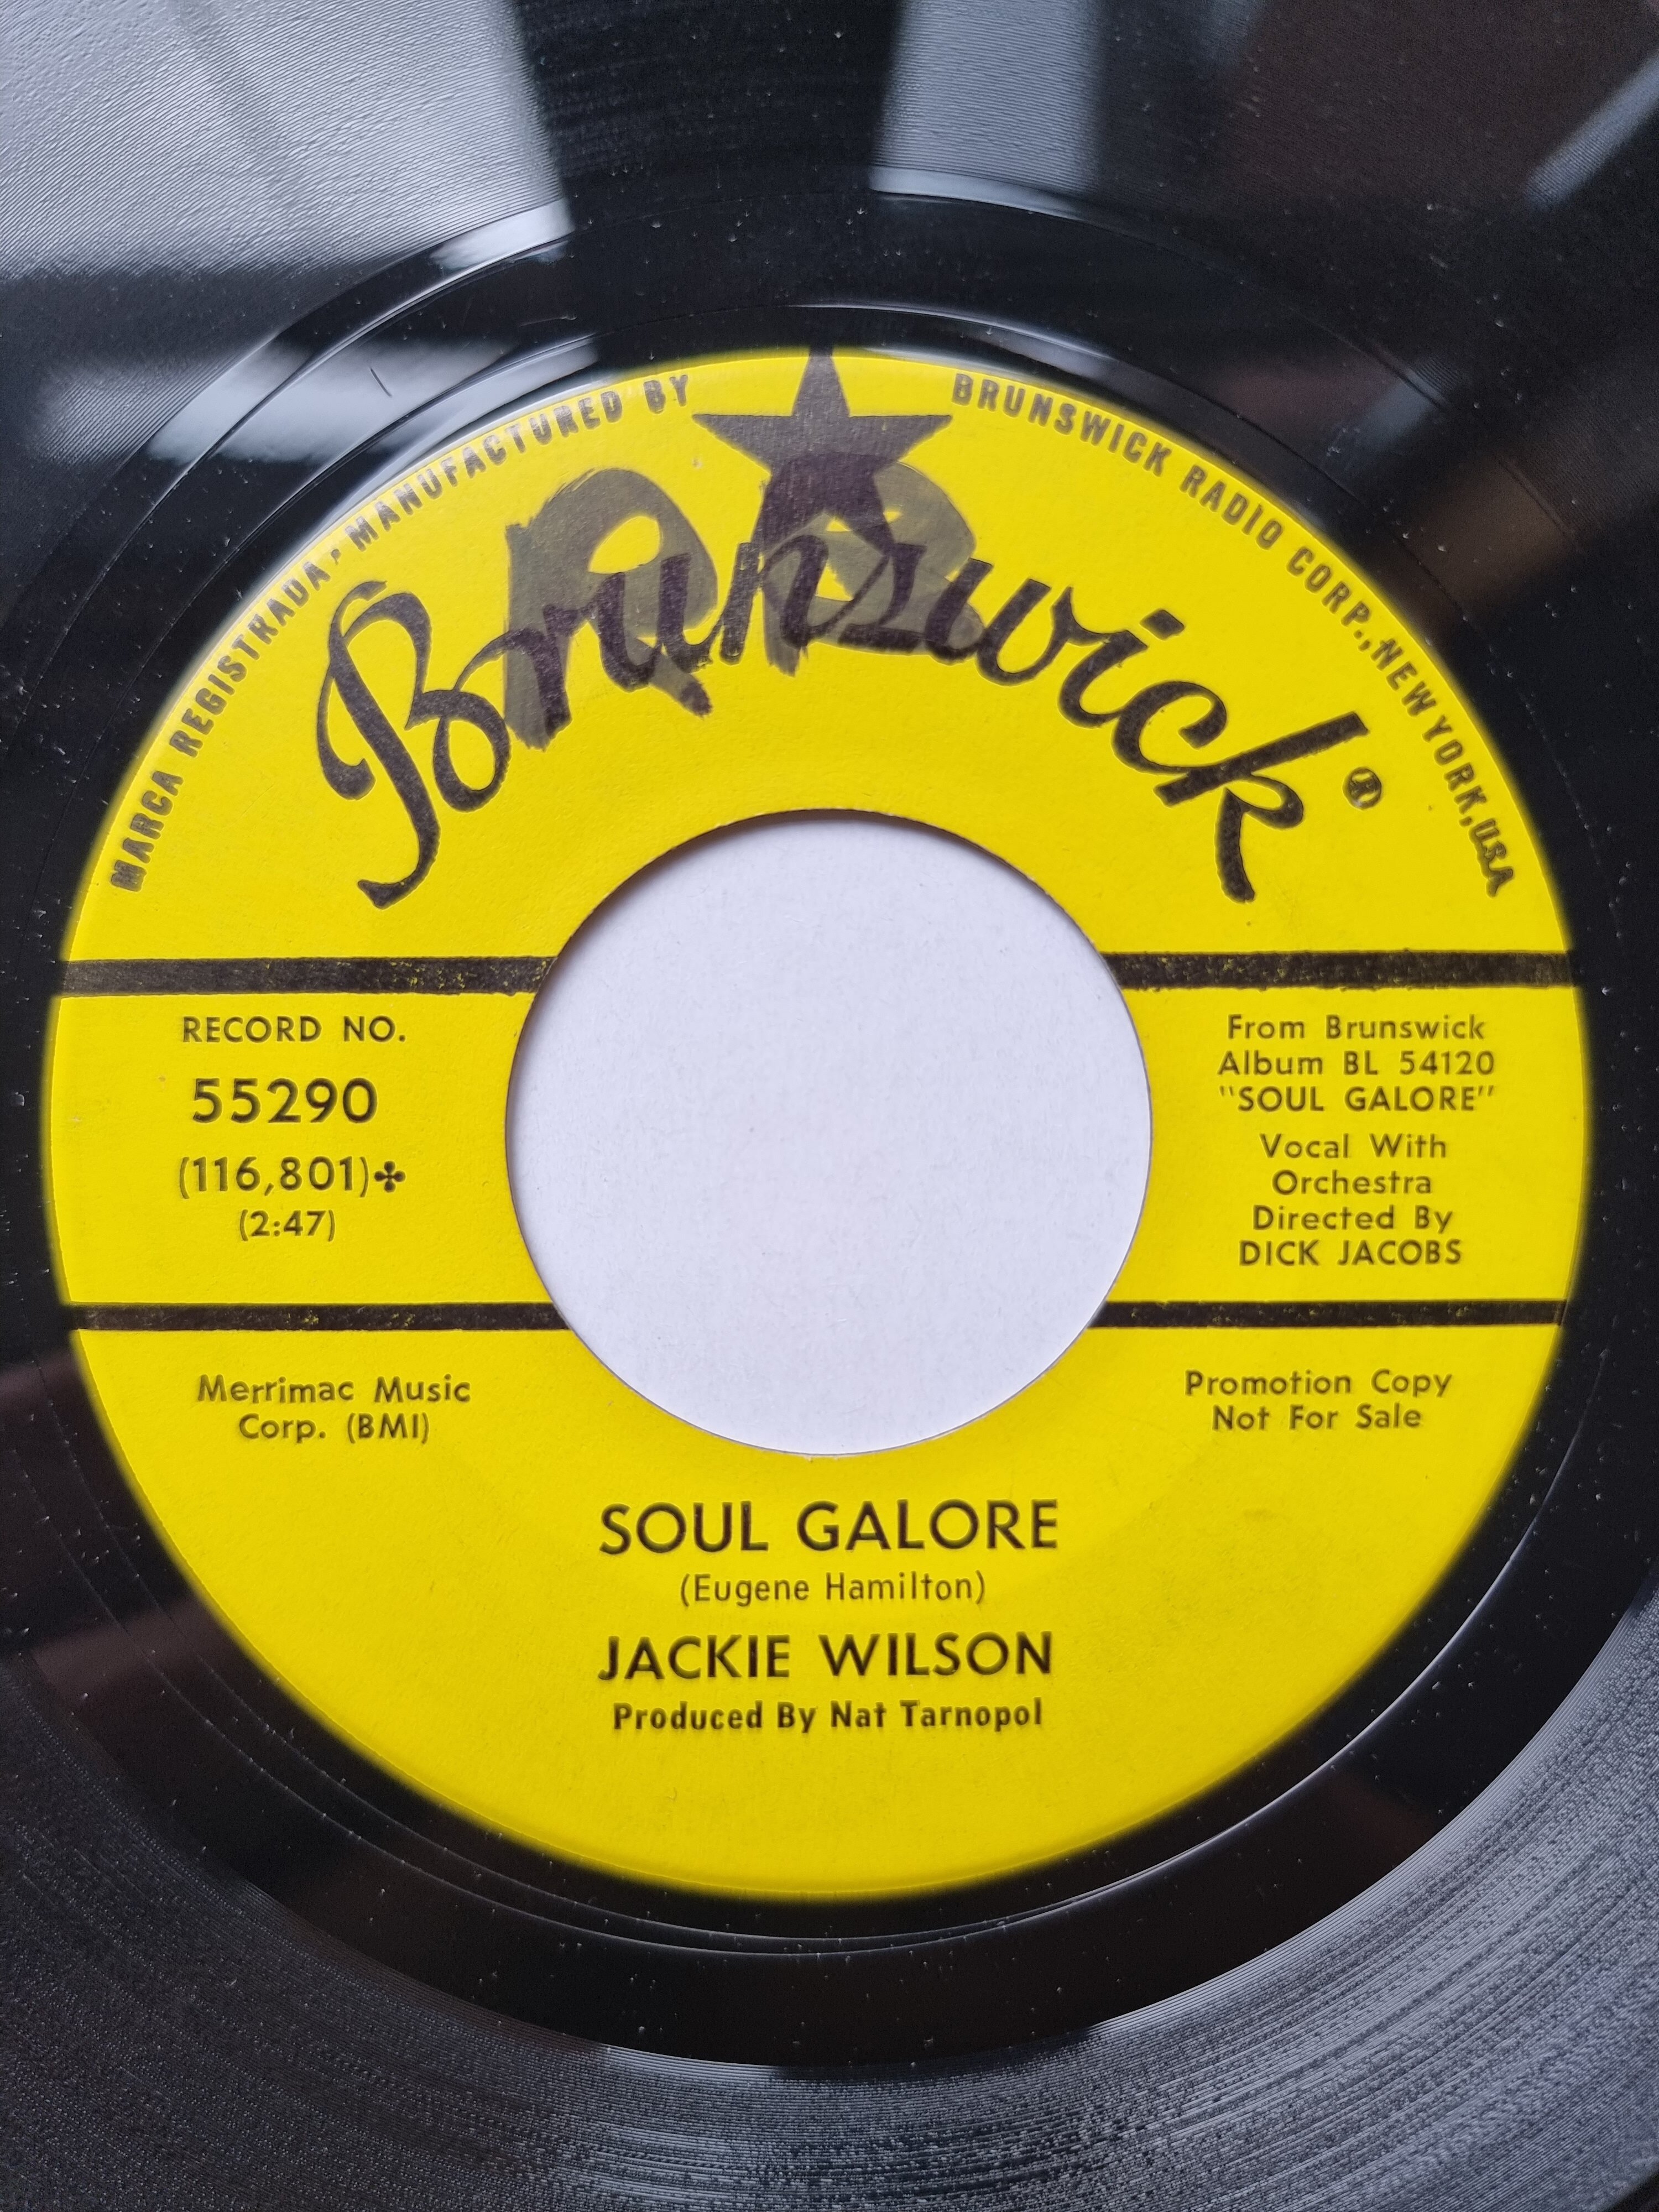 MARCA REGISTRADA • MANUFACTURED BY BRUNSWICK RADIO CORP., NEW YORK, USA
Brunswick®
RECORD NO.
55290
(116,801)✤
(2:47)
From Brunswick
Album BL 54120
"SOUL GALORE"
Vocal With
Orchestra
Directed By
DICK JACOBS
Merrimac Music
Corp. (BMI)
Promotion Copy
Not For Sale
SOUL GALORE
(Eugene Hamilton)
JACKIE WILSON
Produced By Nat Tarnopol